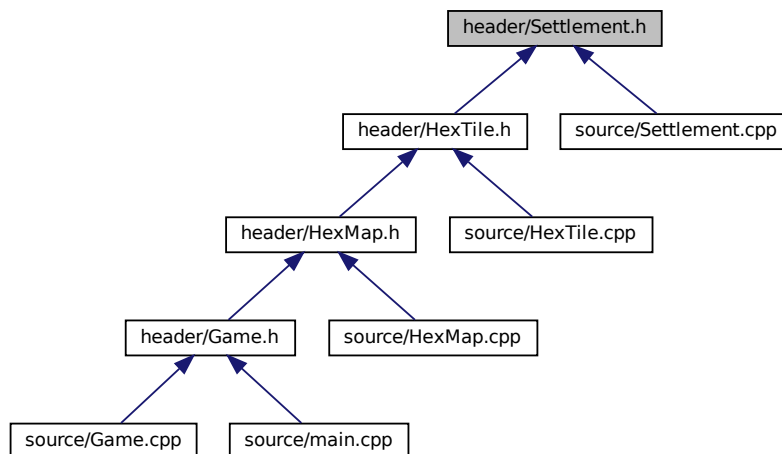 header/Settlement.h
header/HexTile.h
source/Settlement.cpp
header/HexMap.h
source/HexTile.cpp
header/Game.h
source/HexMap.cpp
source/Game.cpp
source/main.cpp